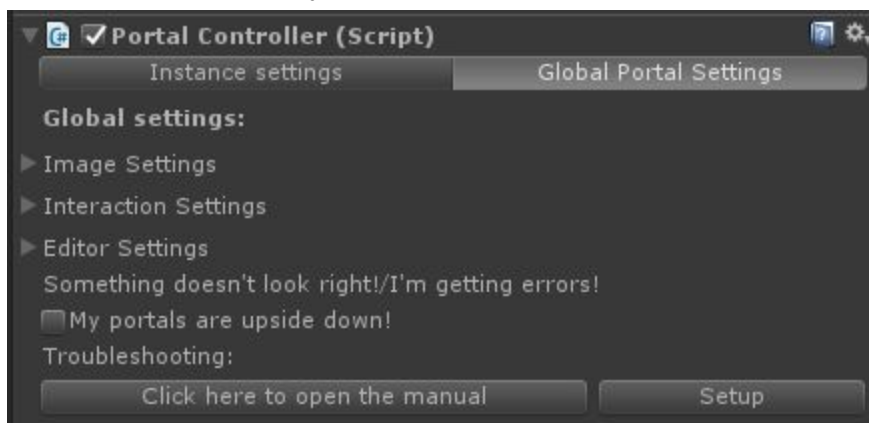 Portal Controller (Script)
Instance settings Global Portal Settings
Global settings:
Image Settings
Interaction Settings
Editor Settings
Something doesn't look right!/I'm getting errors!
My portals are upside down!
Troubleshooting:
Click here to open the manual Setup